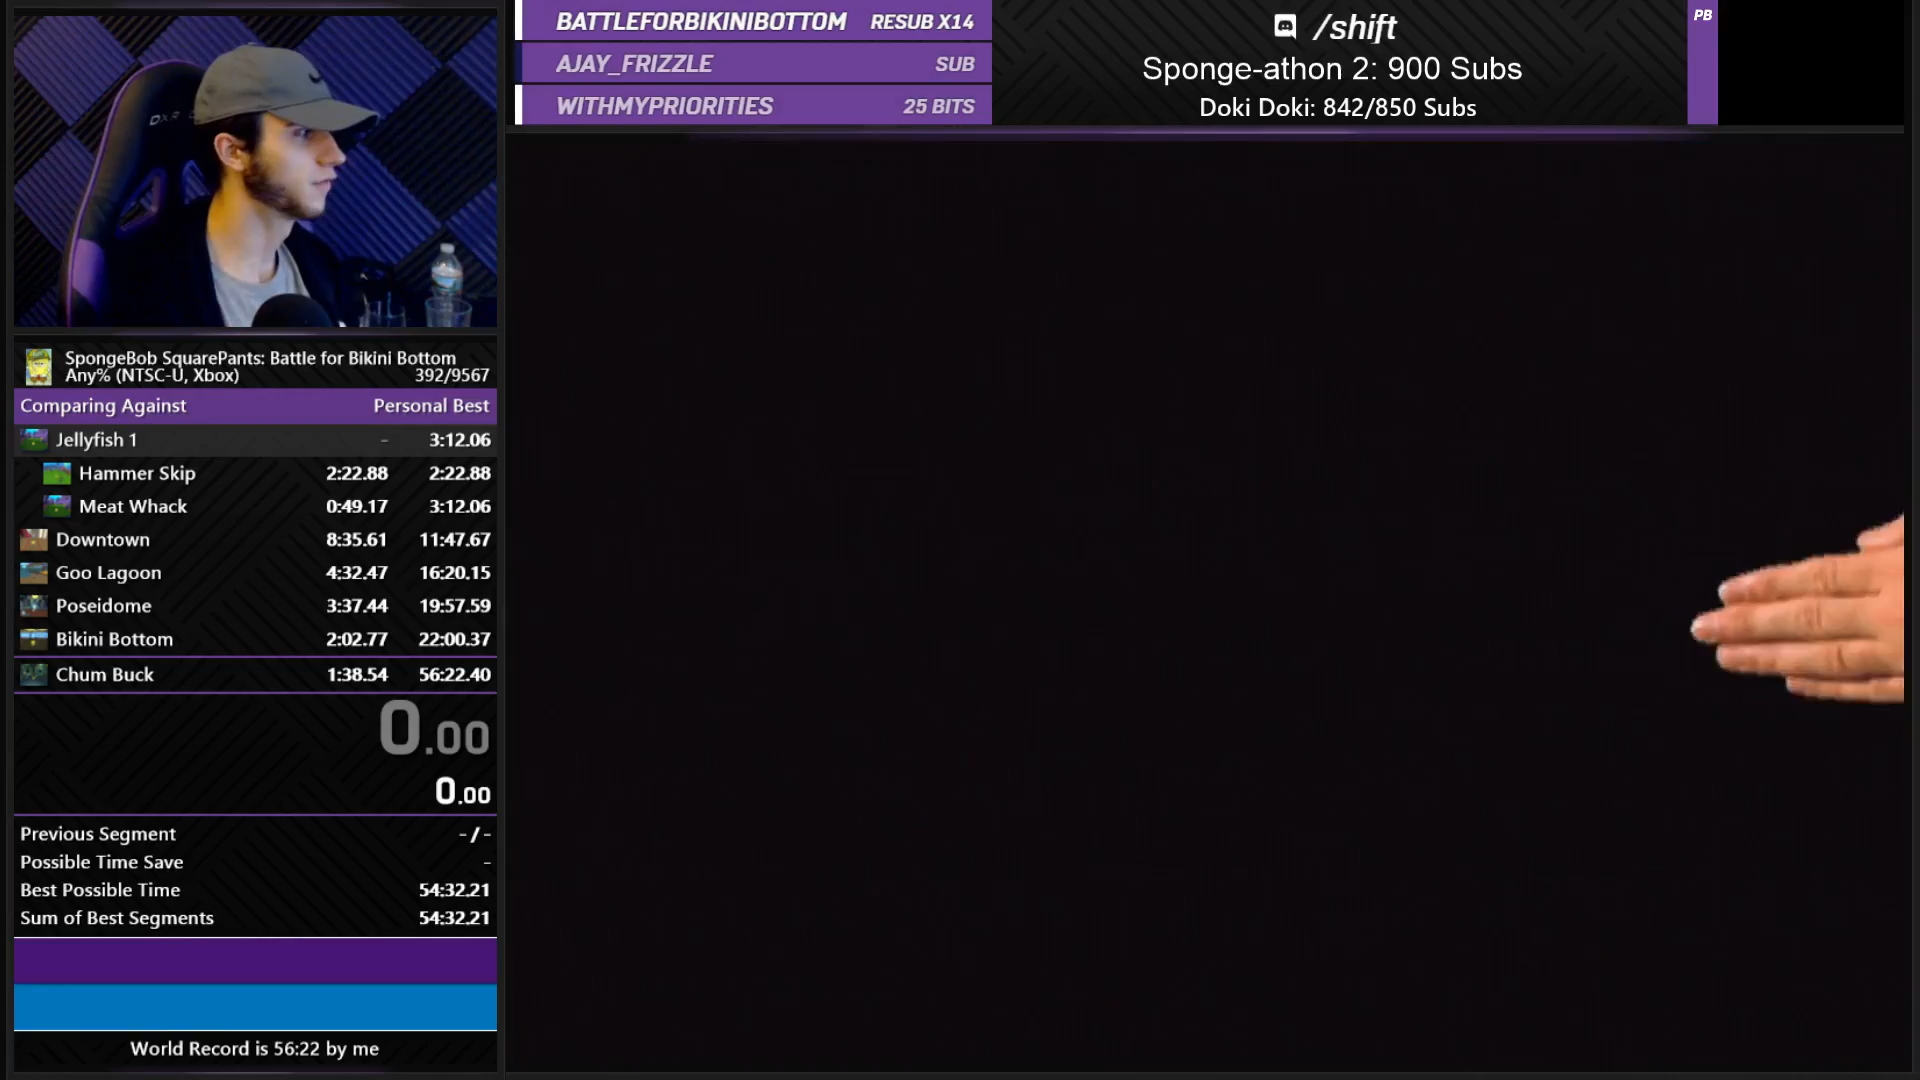 BATTLEFORBIKINIBOTTOM RESUB X14
AJAY_FRIZZLE SUB
WITHMYPRIORITIES 25 BITS
/shift
Sponge-athon 2: 900 Subs
Doki Doki: 842/850 Subs
PB
DXR
SpongeBob SquarePants: Battle for Bikini Bottom
Any% (NTSC-U, Xbox) 392/9567
Comparing Against Personal Best
Jellyfish 1 - 3:12.06
Hammer Skip 2:22.88 2:22.88
Meat Whack 0:49.17 3:12.06
Downtown 8:35.61 11:47.67
Goo Lagoon 4:32.47 16:20.15
Poseidome 3:37.44 19:57.59
Bikini Bottom 2:02.77 22:00.37
Chum Buck 1:38.54 56:22.40
0.00
0.00
Previous Segment - / -
Possible Time Save -
Best Possible Time 54:32.21
Sum of Best Segments 54:32.21
World Record is 56:22 by me